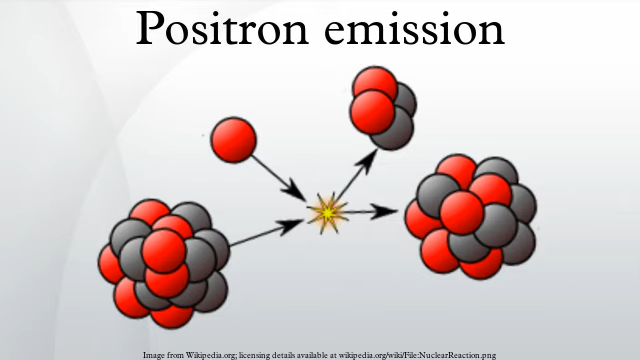 Positron emission
Image from Wikipedia.org; licensing details available at wikipedia.org/wiki/File:NuclearReaction.png